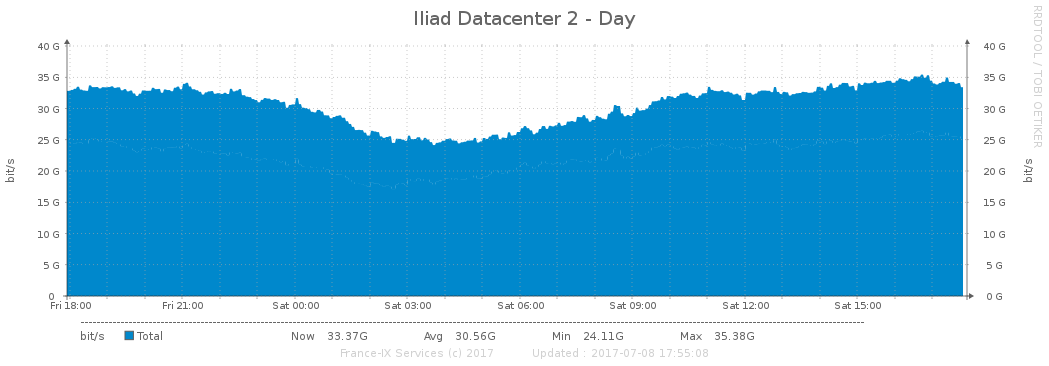 Iliad Datacenter 2 - Day
RRDTOOL / TOBI OETIKER
bit/s
40 G
35 G
30 G
25 G
20 G
15 G
10 G
5 G
0
40 G
35 G
30 G
25 G
20 G
15 G
10 G
5 G
0 G
bit/s
Fri 18:00 Fri 21:00 Sat 00:00 Sat 03:00 Sat 06:00 Sat 09:00 Sat 12:00 Sat 15:00
bit/s Total Now 33.37G Avg 30.56G Min 24.11G Max 35.38G
France-IX Services (c) 2017 Updated : 2017-07-08 17:55:08